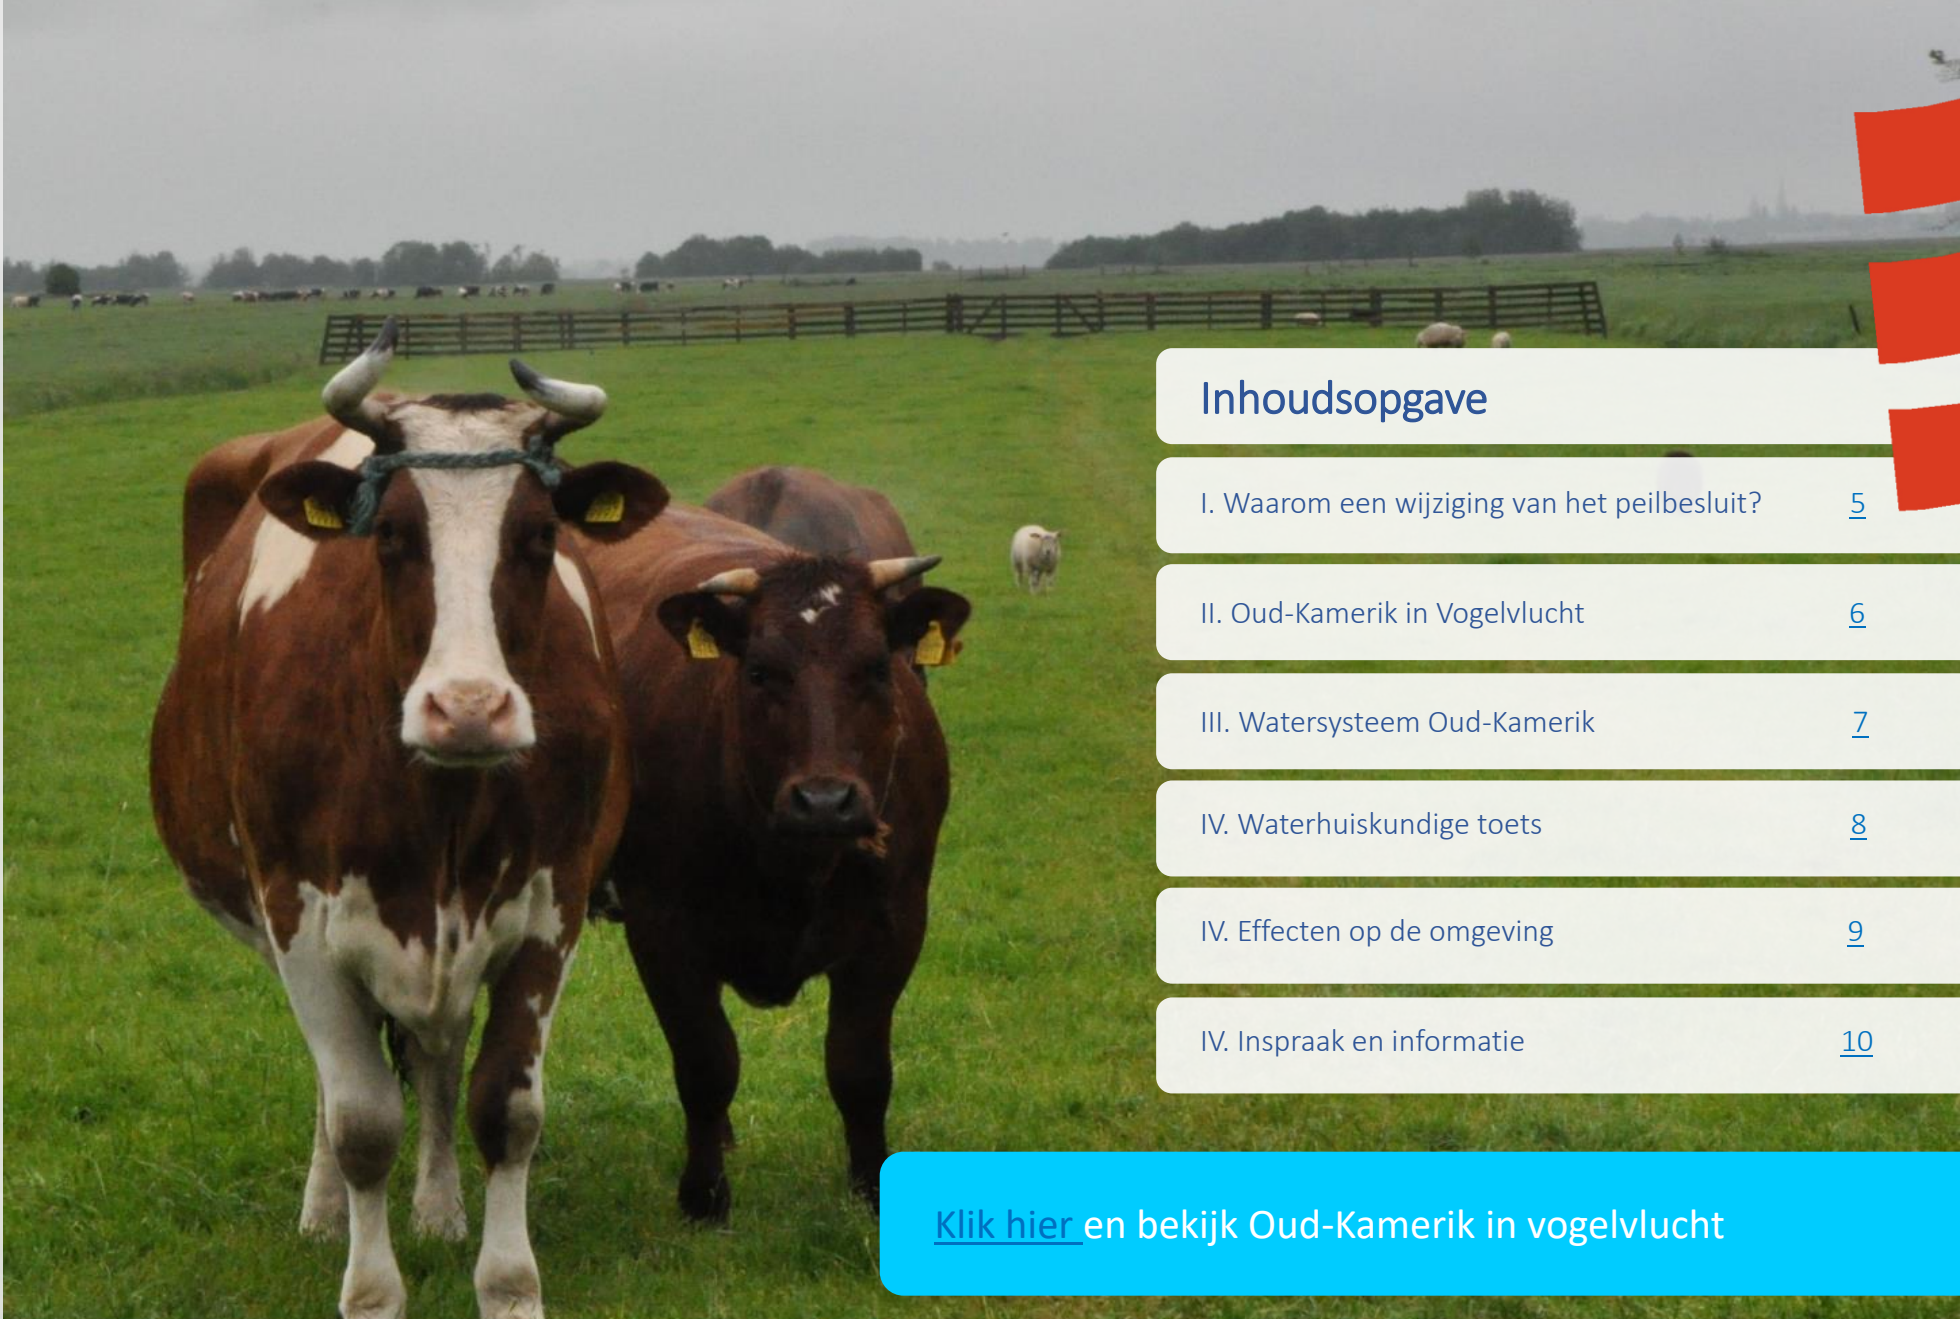 Inhoudsopgave
I. Waarom een wijziging van het peilbesluit? 5
II. Oud-Kamerik in Vogelvlucht 6
III. Watersysteem Oud-Kamerik 7
IV. Waterhuiskundige toets 8
IV. Effecten op de omgeving 9
IV. Inspraak en informatie 10
Klik hier en bekijk Oud-Kamerik in vogelvlucht